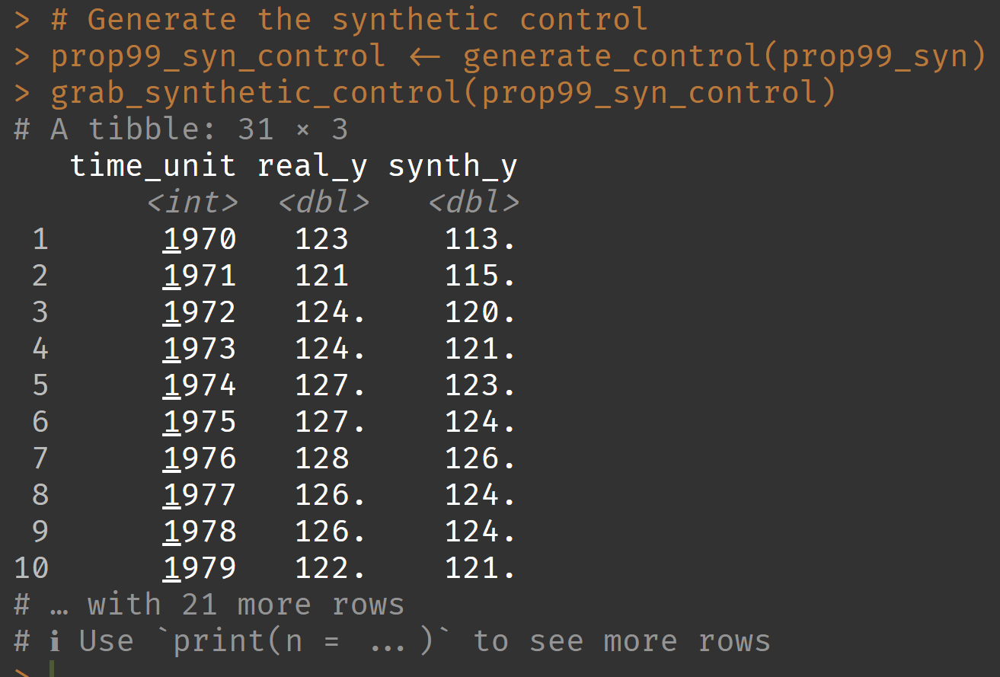 > # Generate the synthetic control
> prop99_syn_control <- generate_control(prop99_syn)
> grab_synthetic_control(prop99_syn_control)
# A tibble: 31 × 3
   time_unit real_y synth_y
       <int>  <dbl>   <dbl>
 1      1970   123     113.
 2      1971   121     115.
 3      1972   124.    120.
 4      1973   124.    121.
 5      1974   127.    123.
 6      1975   127.    124.
 7      1976   128     126.
 8      1977   126.    124.
 9      1978   126.    124.
10      1979   122.    121.
# … with 21 more rows
# ℹ Use `print(n = ...)` to see more rows
>